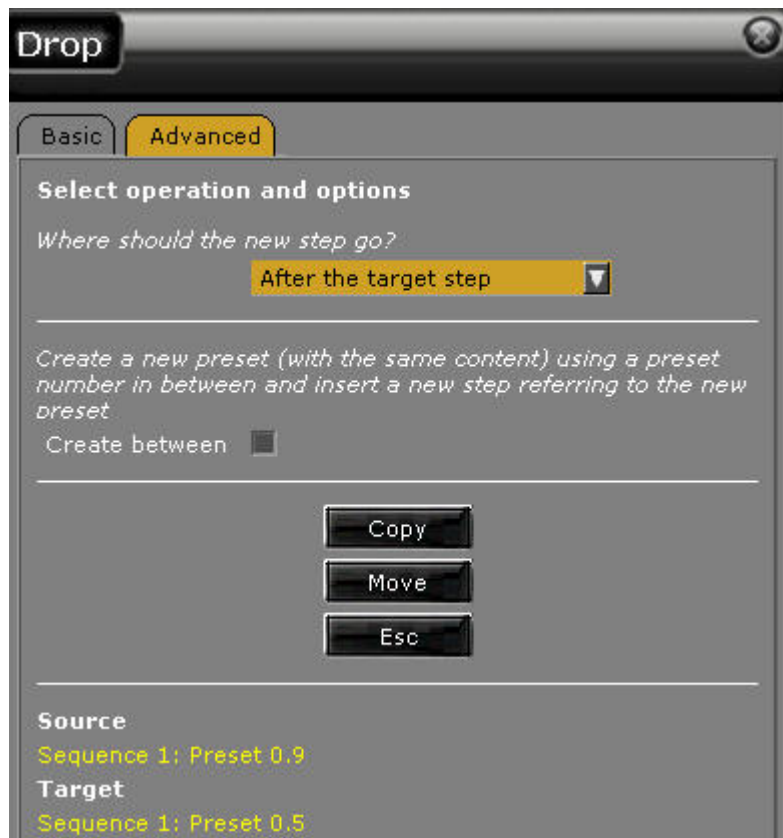 Drop
Basic
Advanced
Select operation and options
Where should the new step go?
After the target step
Create a new preset (with the same content) using a preset
number in between and insert a new step referring to the new
preset
Create between
Copy
Move
Esc
Source
Sequence 1: Preset 0.9
Target
Sequence 1: Preset 0.5